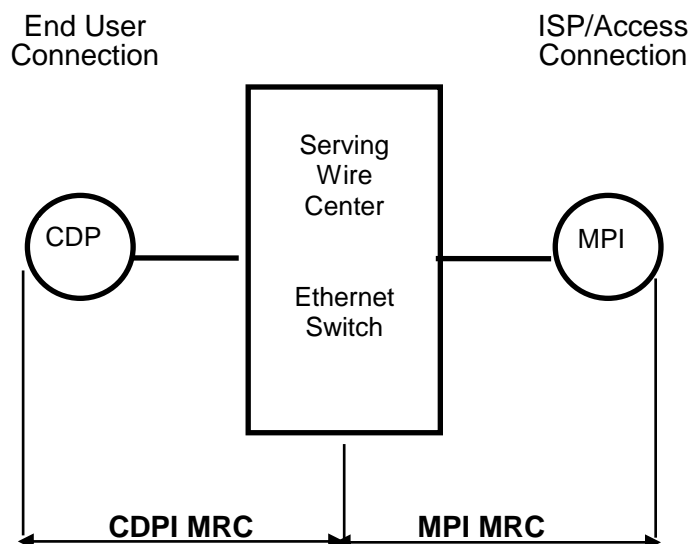 End User
Connection
ISP/Access
Connection
Serving
Wire
Center
CDP
MPI
Ethernet
Switch
CDPI MRC
MPI MRC